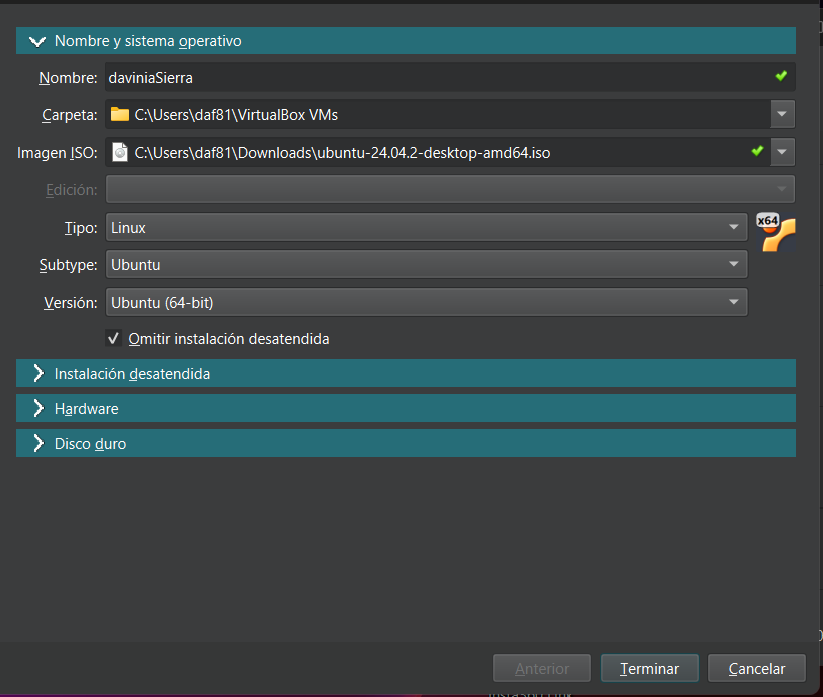 Nombre y sistema operativo
Nombre: daviniaSierra
Carpeta: C:\Users\daf81\VirtualBox VMs
Imagen ISO: C:\Users\daf81\Downloads\ubuntu-24.04.2-desktop-amd64.iso
Edición:
Tipo: Linux x64
Subtype: Ubuntu
Versión: Ubuntu (64-bit)
Omitir instalación desatendida
Instalación desatendida
Hardware
Disco duro
Anterior Terminar Cancelar